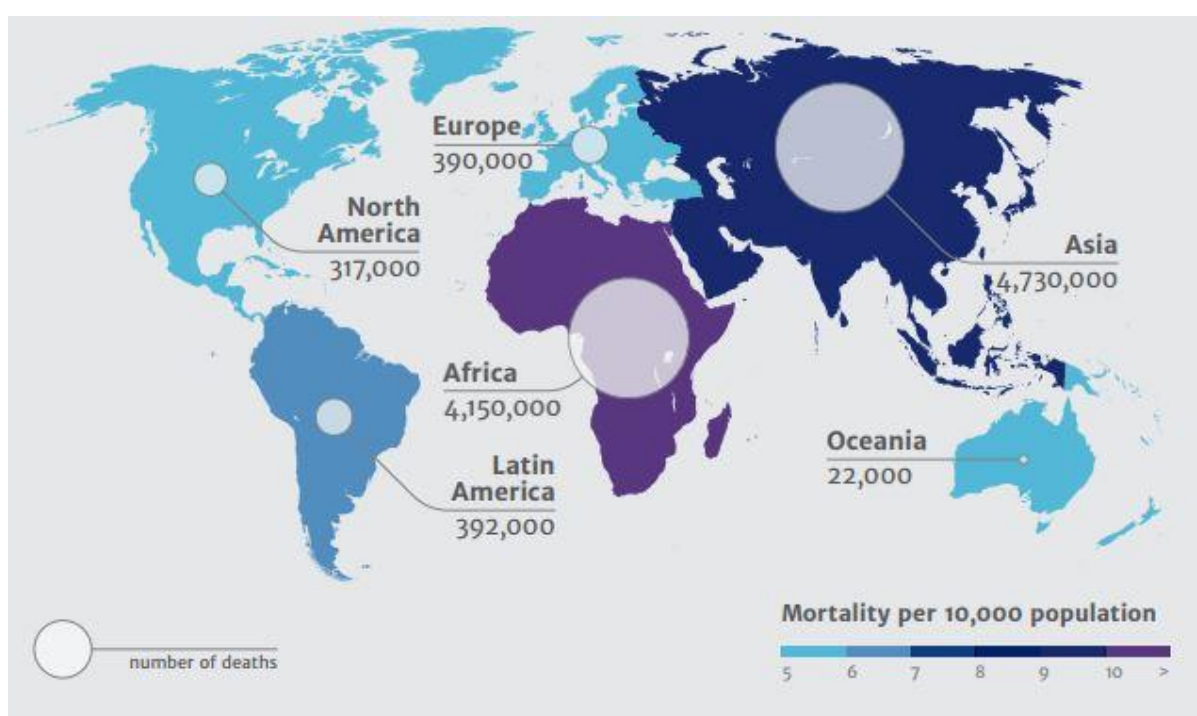 Europe
390,000
North
America
317,000
Asia
4,730,000
Africa
4,150,000
Oceania
22,000
Latin
America
392,000
Mortality per 10,000 population
5 6 7 8 9 10 >
number of deaths